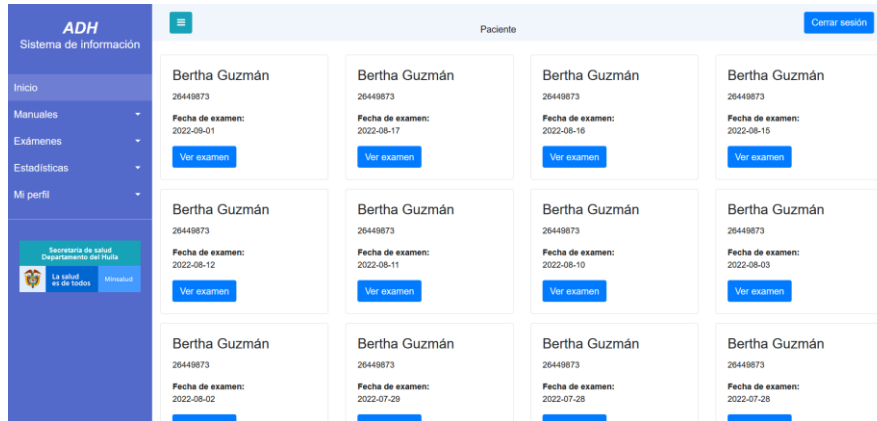 ADH
Sistema de información
Inicio
Manuales
Exámenes
Estadísticas
Mi perfil
Secretaría de salud
Departamento del Huila
La salud
es de todos
Minsalud
Paciente
Cerrar sesión
Bertha Guzmán
26449873
Fecha de examen:
2022-09-01
Ver examen
Bertha Guzmán
26449873
Fecha de examen:
2022-08-17
Ver examen
Bertha Guzmán
26449873
Fecha de examen:
2022-08-16
Ver examen
Bertha Guzmán
26449873
Fecha de examen:
2022-08-15
Ver examen
Bertha Guzmán
26449873
Fecha de examen:
2022-08-12
Ver examen
Bertha Guzmán
26449873
Fecha de examen:
2022-08-11
Ver examen
Bertha Guzmán
26449873
Fecha de examen:
2022-08-10
Ver examen
Bertha Guzmán
26449873
Fecha de examen:
2022-08-03
Ver examen
Bertha Guzmán
26449873
Fecha de examen:
2022-08-02
Bertha Guzmán
26449873
Fecha de examen:
2022-07-29
Bertha Guzmán
26449873
Fecha de examen:
2022-07-28
Bertha Guzmán
26449873
Fecha de examen:
2022-07-28